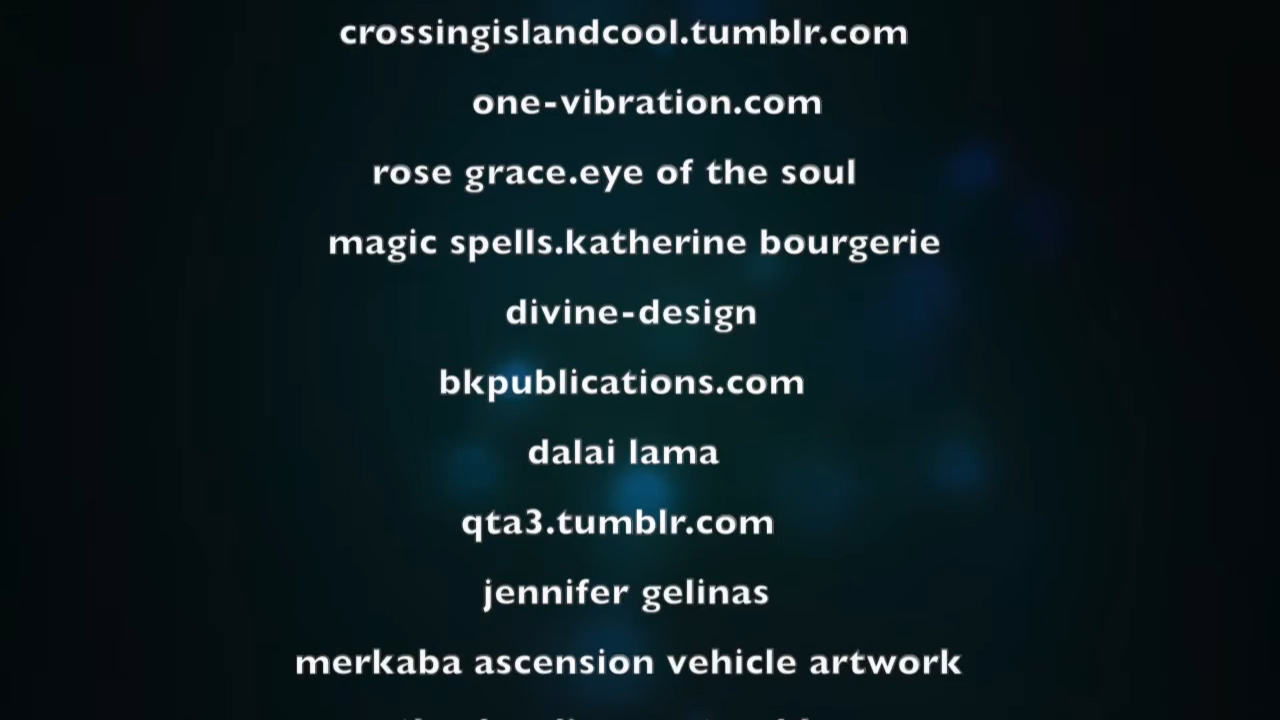 crossingislandcool.tumblr.com
one-vibration.com
rose grace.eye of the soul
magic spells.katherine bourgerie
divine-design
bkpublications.com
dalai lama
qta3.tumblr.com
jennifer gelinas
merkaba ascension vehicle artwork